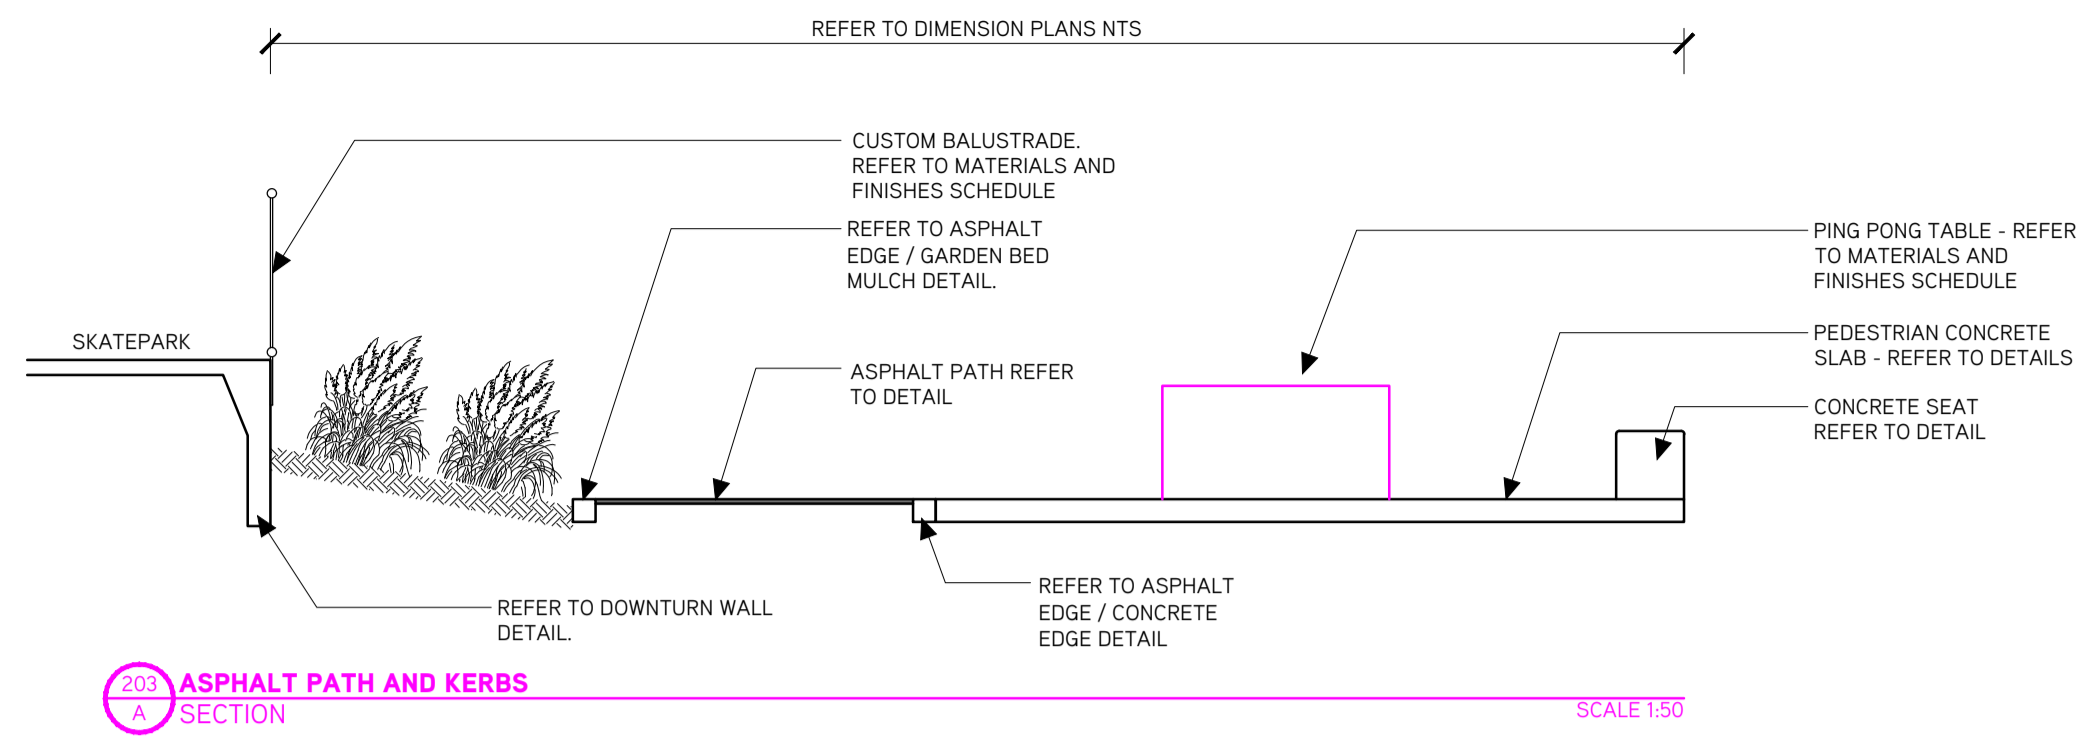 REFER TO DIMENSION PLANS NTS
CUSTOM BALUSTRADE.
REFER TO MATERIALS AND
FINISHES SCHEDULE
REFER TO ASPHALT
EDGE / GARDEN BED
MULCH DETAIL.
PING PONG TABLE - REFER
TO MATERIALS AND
FINISHES SCHEDULE
SKATEPARK
PEDESTRIAN CONCRETE
SLAB - REFER TO DETAILS
ASPHALT PATH REFER
TO DETAIL
CONCRETE SEAT
REFER TO DETAIL
REFER TO DOWNTURN WALL
DETAIL.
REFER TO ASPHALT
EDGE / CONCRETE
EDGE DETAIL
203
A
ASPHALT PATH AND KERBS
SECTION
SCALE 1:50